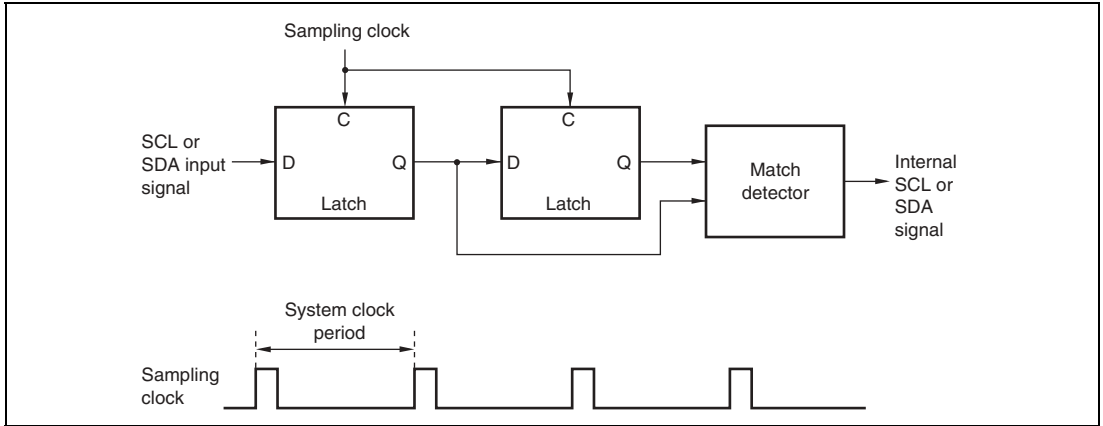 Sampling clock
C
C
SCL or
SDA input
signal
D
Q
D
Q
Latch
Latch
Match
detector
Internal
SCL or
SDA
signal
System clock
period
Sampling
clock